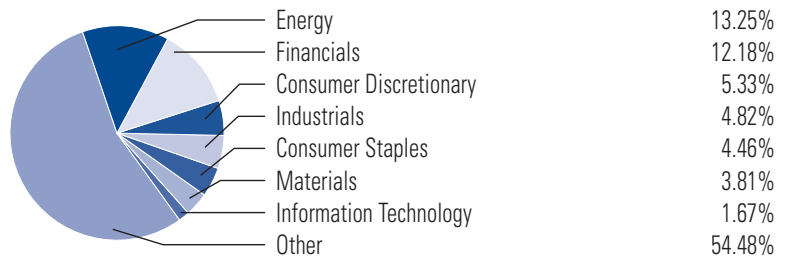 Energy 13.25%
Financials 12.18%
Consumer Discretionary 5.33%
Industrials 4.82%
Consumer Staples 4.46%
Materials 3.81%
Information Technology 1.67%
Other 54.48%